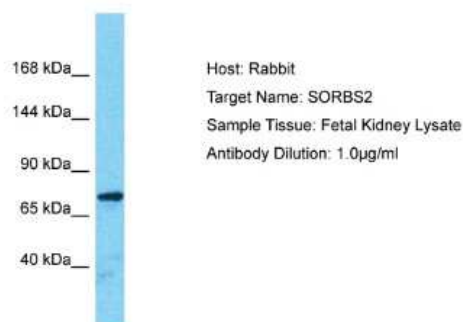 168 kDa
144 kDa
90 kDa
65 kDa
40 kDa
Host: Rabbit
Target Name: SORBS2
Sample Tissue: Fetal Kidney Lysate
Antibody Dilution: 1.0µg/ml